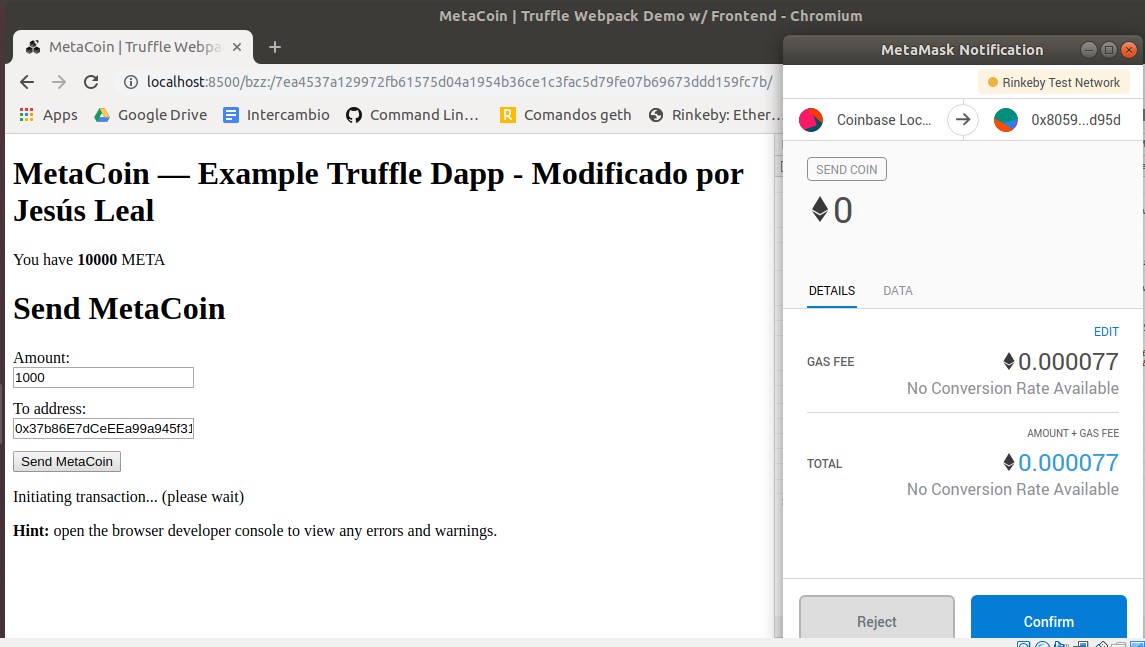 MetaCoin | Truffle Webpack Demo w/ Frontend - Chromium
MetaCoin | Truffle Webpa
localhost:8500/bzz:/7ea4537a129972fb61575d04a1954b36ce1c3fac5d79fe07b69673ddd159fc7b/
Apps Google Drive Intercambio Command Lin... Comandos geth Rinkeby: Ether...
MetaCoin — Example Truffle Dapp - Modificado por
Jesús Leal
You have 10000 META
Send MetaCoin
Amount:
1000
To address:
0x37b86E7dCeEEa99a945f31
Send MetaCoin
Initiating transaction... (please wait)
Hint: open the browser developer console to view any errors and warnings.
MetaMask Notification
Rinkeby Test Network
Coinbase Loc... 0x8059...d95d
SEND COIN
0
DETAILS DATA
EDIT
GAS FEE 0.000077
No Conversion Rate Available
AMOUNT + GAS FEE
TOTAL 0.000077
No Conversion Rate Available
Reject Confirm